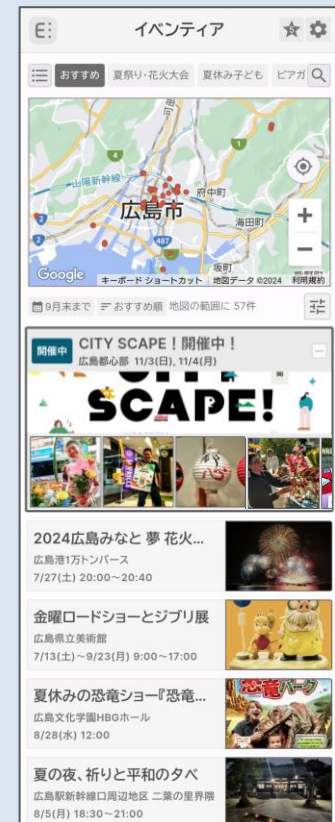 E:
イベンティア
おすすめ
夏祭り・花火大会
夏休み子ども
ビアガ
山陽新幹線
府中町
広島市
海田町
坂町
487
2
2
2
4
1
Google
キーボード ショートカット
地図データ ©2024
利用規約
9月末まで
おすすめ順
地図の範囲に 57件
開催中
CITY SCAPE！開催中！
広島都心部 11/3(日), 11/4(月)
CITY
SCAPE!
2024広島みなと 夢 花火...
広島港1万トンバース
7/27(土) 20:00～20:40
金曜ロードショーとジブリ展
広島県立美術館
7/13(土)～9/23(月) 9:00～17:00
夏休みの恐竜ショー『恐竜...
広島文化学園HBGホール
8/28(水) 12:00
恐竜パーク
夏の夜、祈りと平和の夕べ
広島駅新幹線口周辺地区 二葉の里界隈
8/5(月) 18:30～21:00